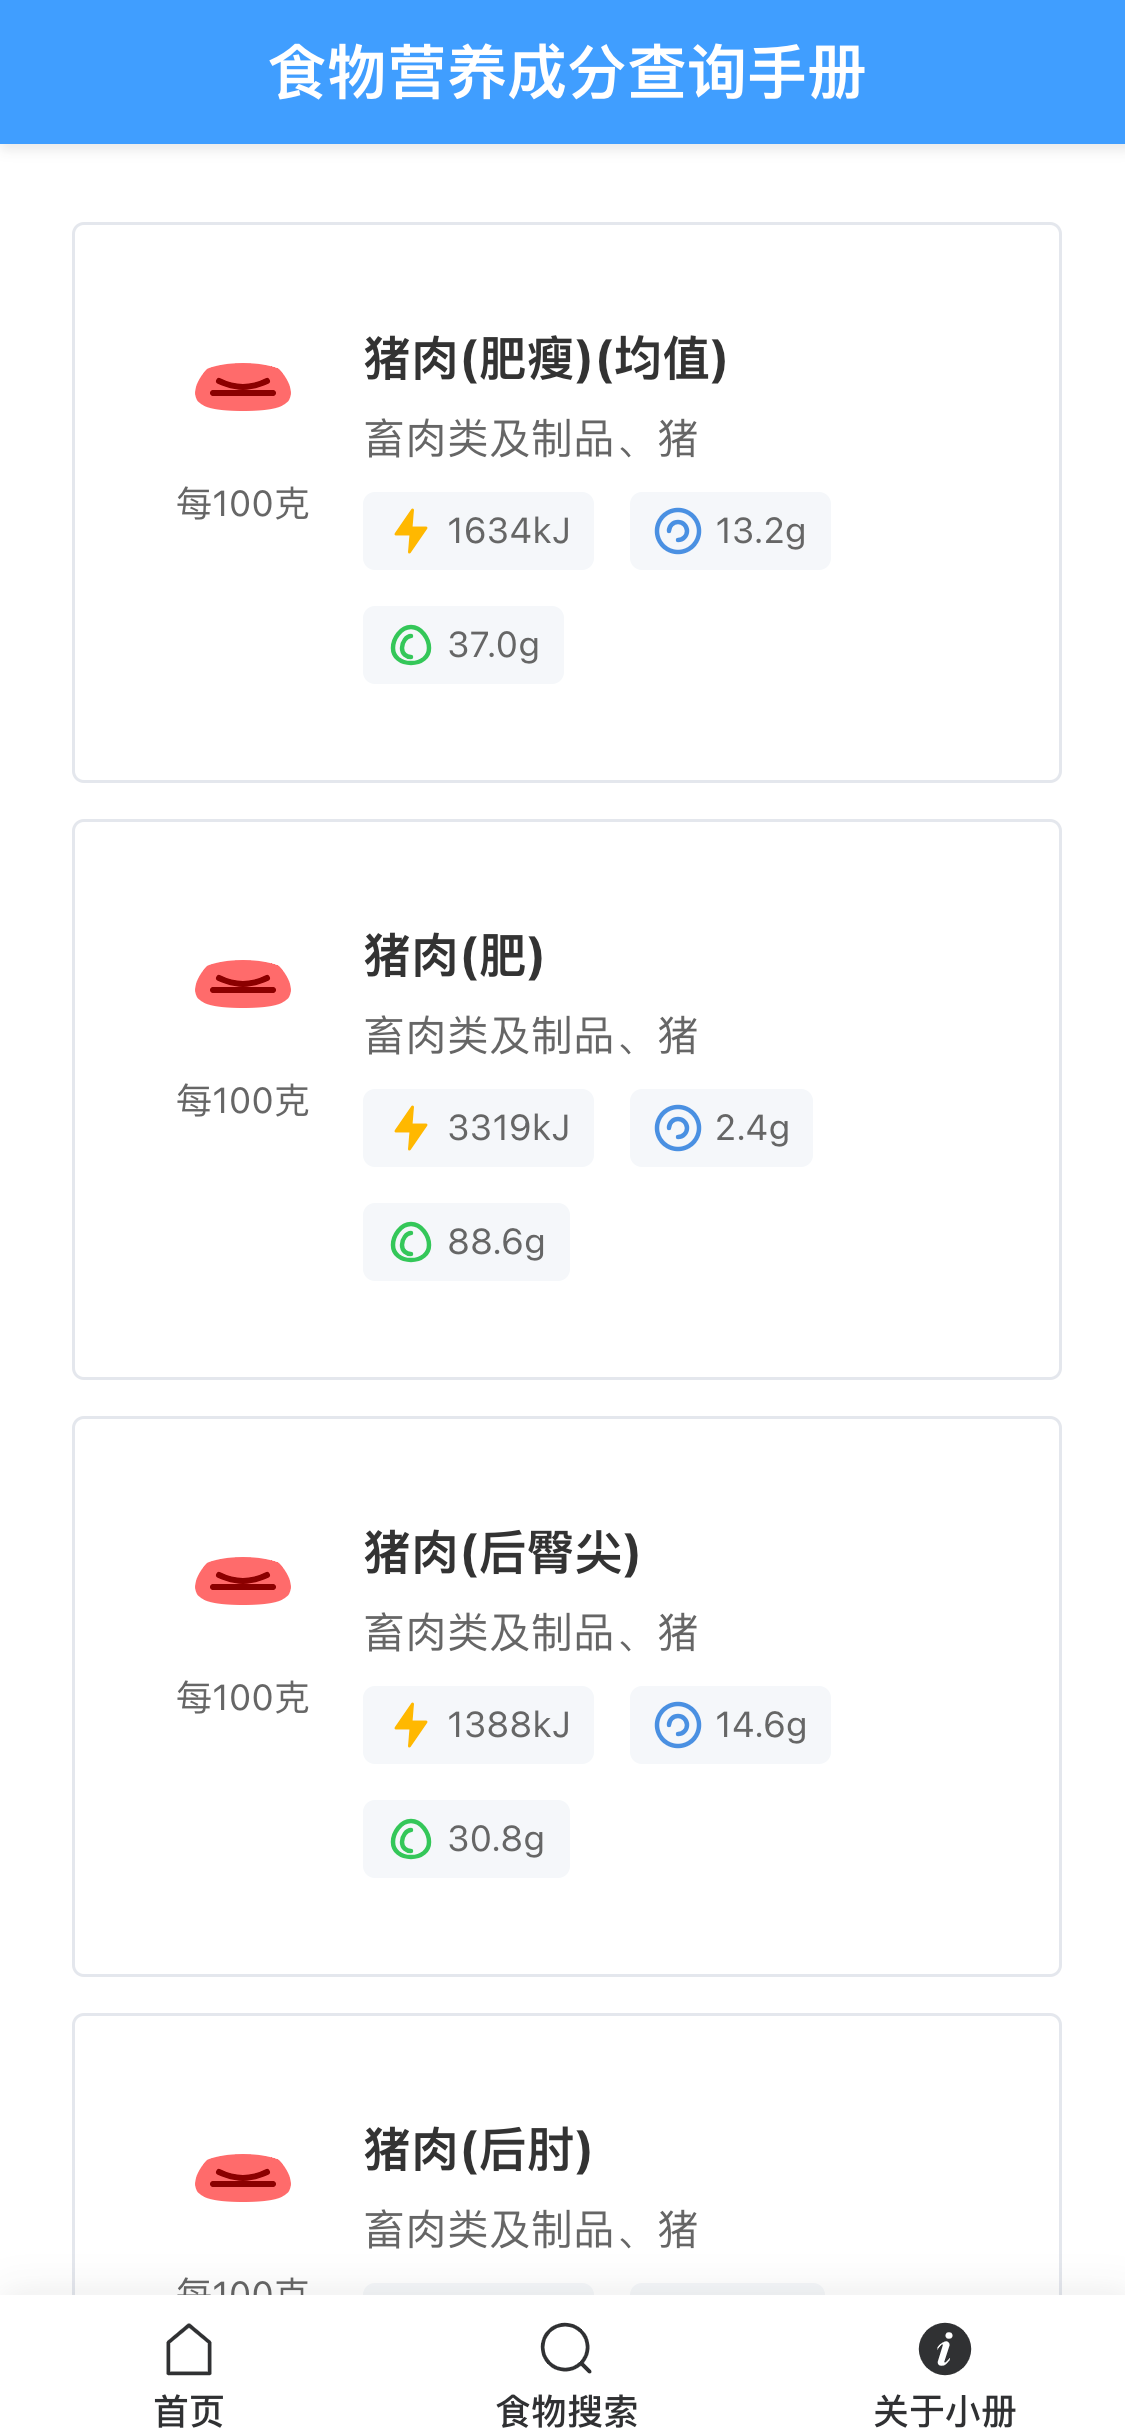 食物营养成分查询手册
猪肉(肥瘦)(均值)
畜肉类及制品、猪
每100克
1634kJ
13.2g
37.0g
猪肉(肥)
畜肉类及制品、猪
每100克
3319kJ
2.4g
88.6g
猪肉(后臀尖)
畜肉类及制品、猪
每100克
1388kJ
14.6g
30.8g
猪肉(后肘)
畜肉类及制品、猪
每100克
首页
食物搜索
关于小册